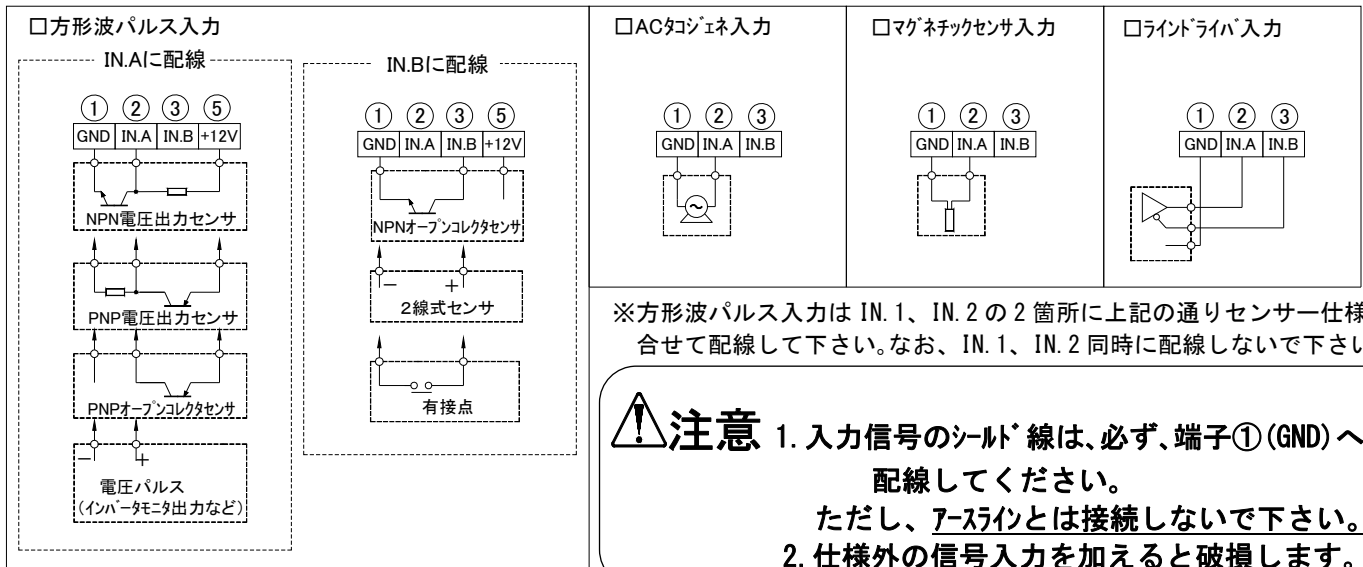 □方形波パルス入力
IN.Aに配線
① ② ③ ⑤
GND IN.A IN.B +12V
NPN電圧出力センサ
PNP電圧出力センサ
PNPオープンコレクタセンサ
− +
電圧パルス
(インバータモニタ出力など)
IN.Bに配線
① ② ③ ⑤
GND IN.A IN.B +12V
NPNオープンコレクタセンサ
− +
2線式センサ
有接点
□ACタコジェネ入力
① ② ③
GND IN.A IN.B
□マグネチックセンサ入力
① ② ③
GND IN.A IN.B
□ラインドライバ入力
① ② ③
GND IN.A IN.B
※方形波パルス入力は IN.1、IN.2 の 2 箇所に上記の通りセンサー仕様
合せて配線して下さい。なお、IN.1、IN.2 同時に配線しないで下さい
注意 1. 入力信号のシールド線は、必ず、端子①(GND)へ
配線してください。
ただし、アースラインとは接続しないで下さい。
2. 仕様外の信号入力を加えると破損します。